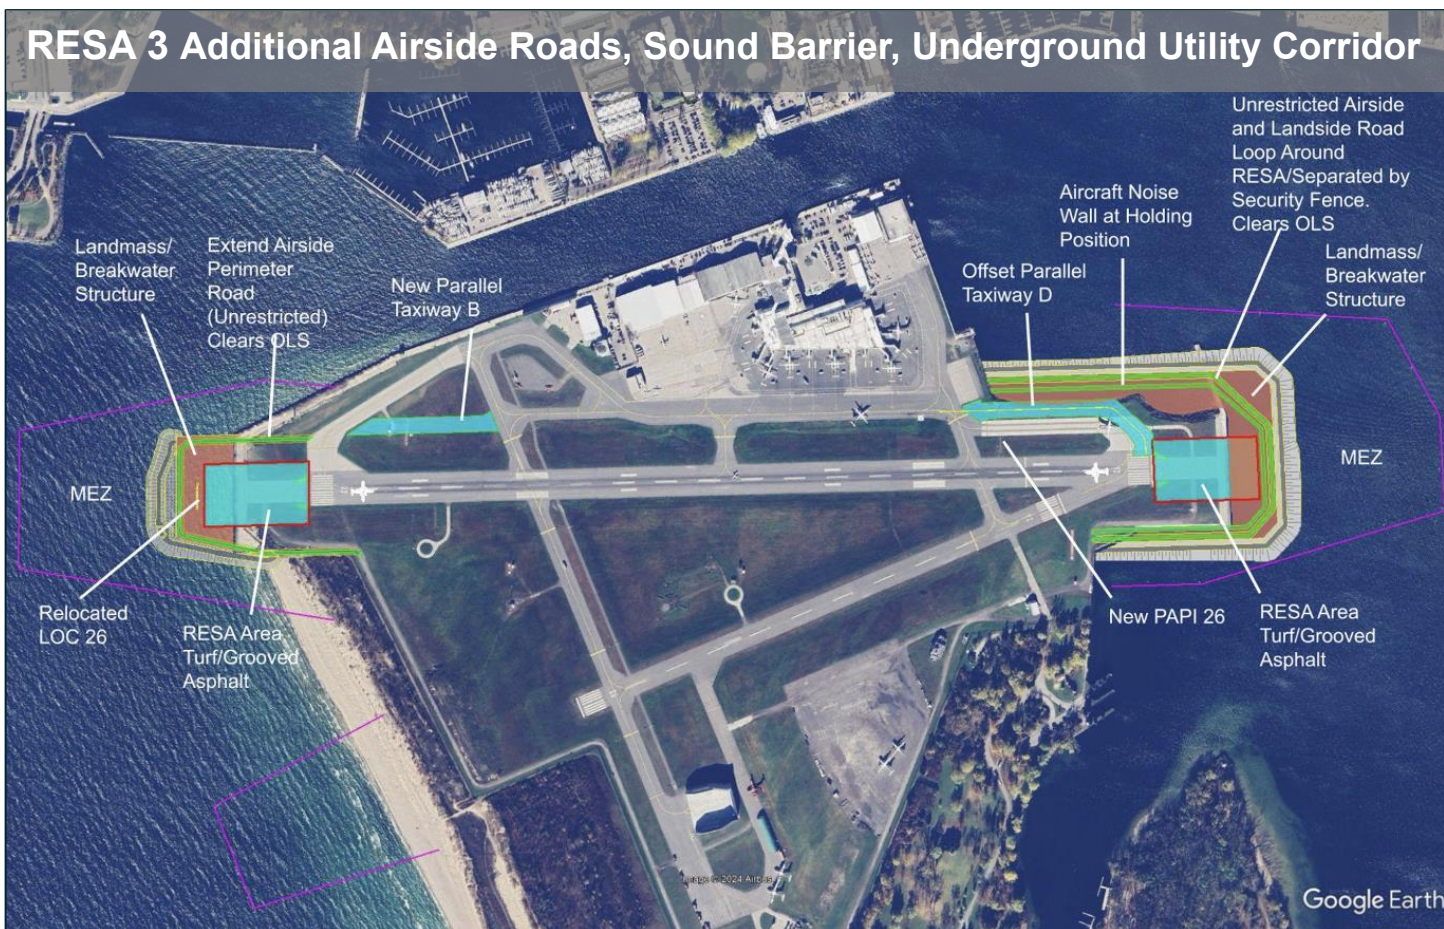 RESA 3 Additional Airside Roads, Sound Barrier, Underground Utility Corridor
Unrestricted Airside
and Landside Road
Loop Around
RESA/Separated by
Security Fence.
Clears OLS
Aircraft Noise
Wall at Holding
Position
Landmass/
Breakwater
Structure
Extend Airside
Perimeter
Road
(Unrestricted)
Clears OLS
New Parallel
Taxiway B
Offset Parallel
Taxiway D
Landmass/
Breakwater
Structure
MEZ
MEZ
Relocated
LOC 26
RESA Area
Turf/Grooved
Asphalt
New PAPI 26
RESA Area
Turf/Grooved
Asphalt
Image © 2024 Airbus
Google Earth